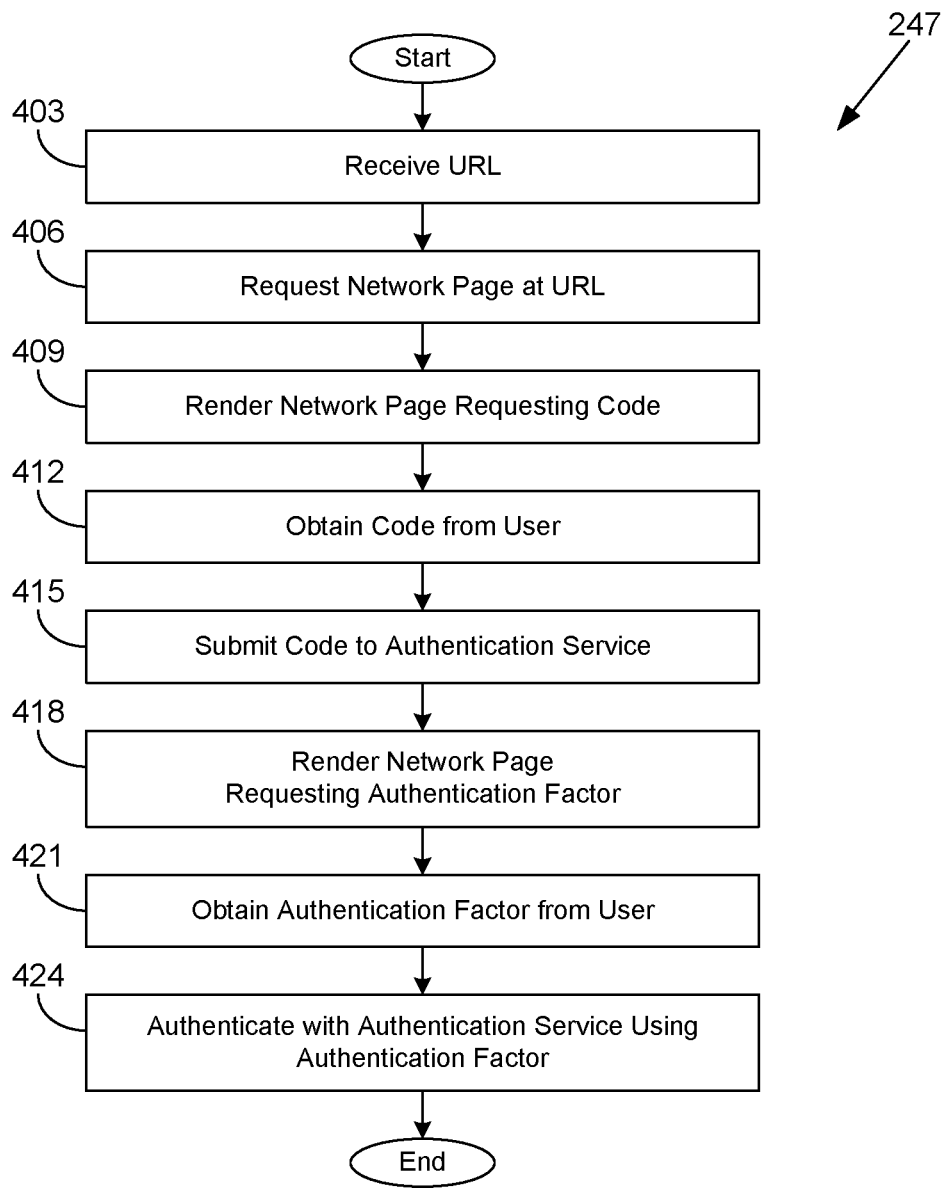 247
Start
403
Receive URL
406
Request Network Page at URL
409
Render Network Page Requesting Code
412
Obtain Code from User
415
Submit Code to Authentication Service
418
Render Network Page
Requesting Authentication Factor
421
Obtain Authentication Factor from User
424
Authenticate with Authentication Service Using
Authentication Factor
End